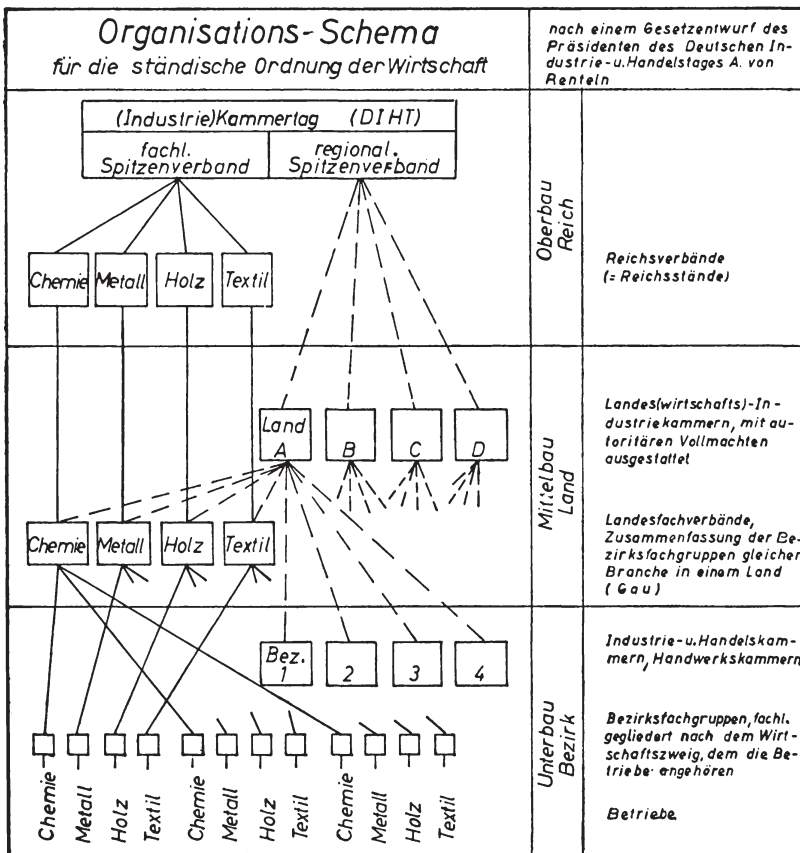 Organisations-Schema
für die ständische Ordnung der Wirtschaft
nach einem Gesetzentwurf des
Präsidenten des Deutschen In-
dustrie-u. Handelstages A. von
Renteln
(Industrie)Kammertag (DIHT)
fachl.
Spitzenverband
regional.
Spitzenverband
Oberbau
Reich
Chemie Metall Holz Textil
Reichsverbände
(= Reichsstände)
Land
A B C D
Mittelbau
Land
Landes(wirtschafts)-In-
dustriekammern, mit au-
toritären Vollmachten
ausgestattet
Chemie Metall Holz Textil
Landesfachverbände,
Zusammenfassung der Be-
zirksfachgruppen gleicher
Branche in einem Land
(Gau)
Bez.
1 2 3 4
Unterbau
Bezirk
Industrie-u. Handelskam-
mern, Handwerkskammern
Bezirksfachgruppen, fachl.
gegliedert nach dem Wirt-
schaftszweig, dem die Be-
triebe angehören
Chemie Metall Holz Textil Chemie Metall Holz Textil Chemie Metall Holz Textil
Betriebe